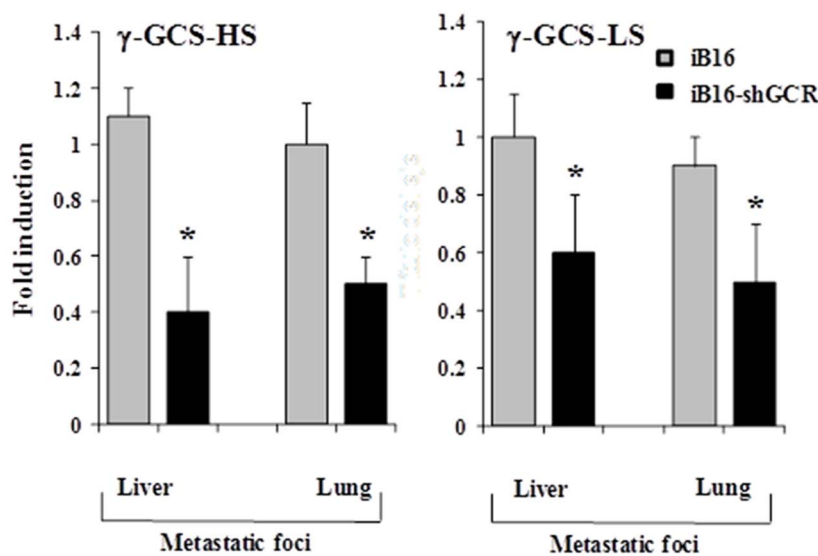 γ-GCS-HS
Fold induction
1.4
1.2
1
0.8
0.6
0.4
0.2
0
*
*
Liver
Lung
Metastatic foci
γ-GCS-LS
iB16
iB16-shGCR
1.4
1.2
1
0.8
0.6
0.4
0.2
0
*
*
Liver
Lung
Metastatic foci